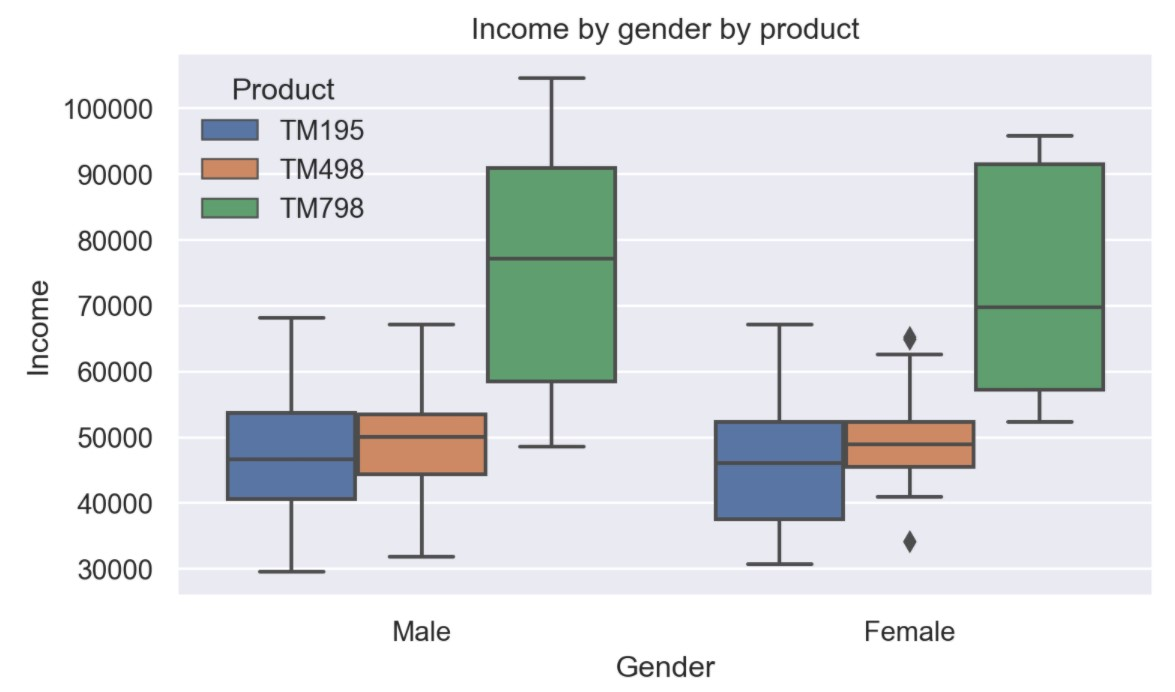 Income by gender by product
Product
TM195
TM498
TM798
100000
90000
80000
70000
60000
50000
40000
30000
Income
Male
Female
Gender